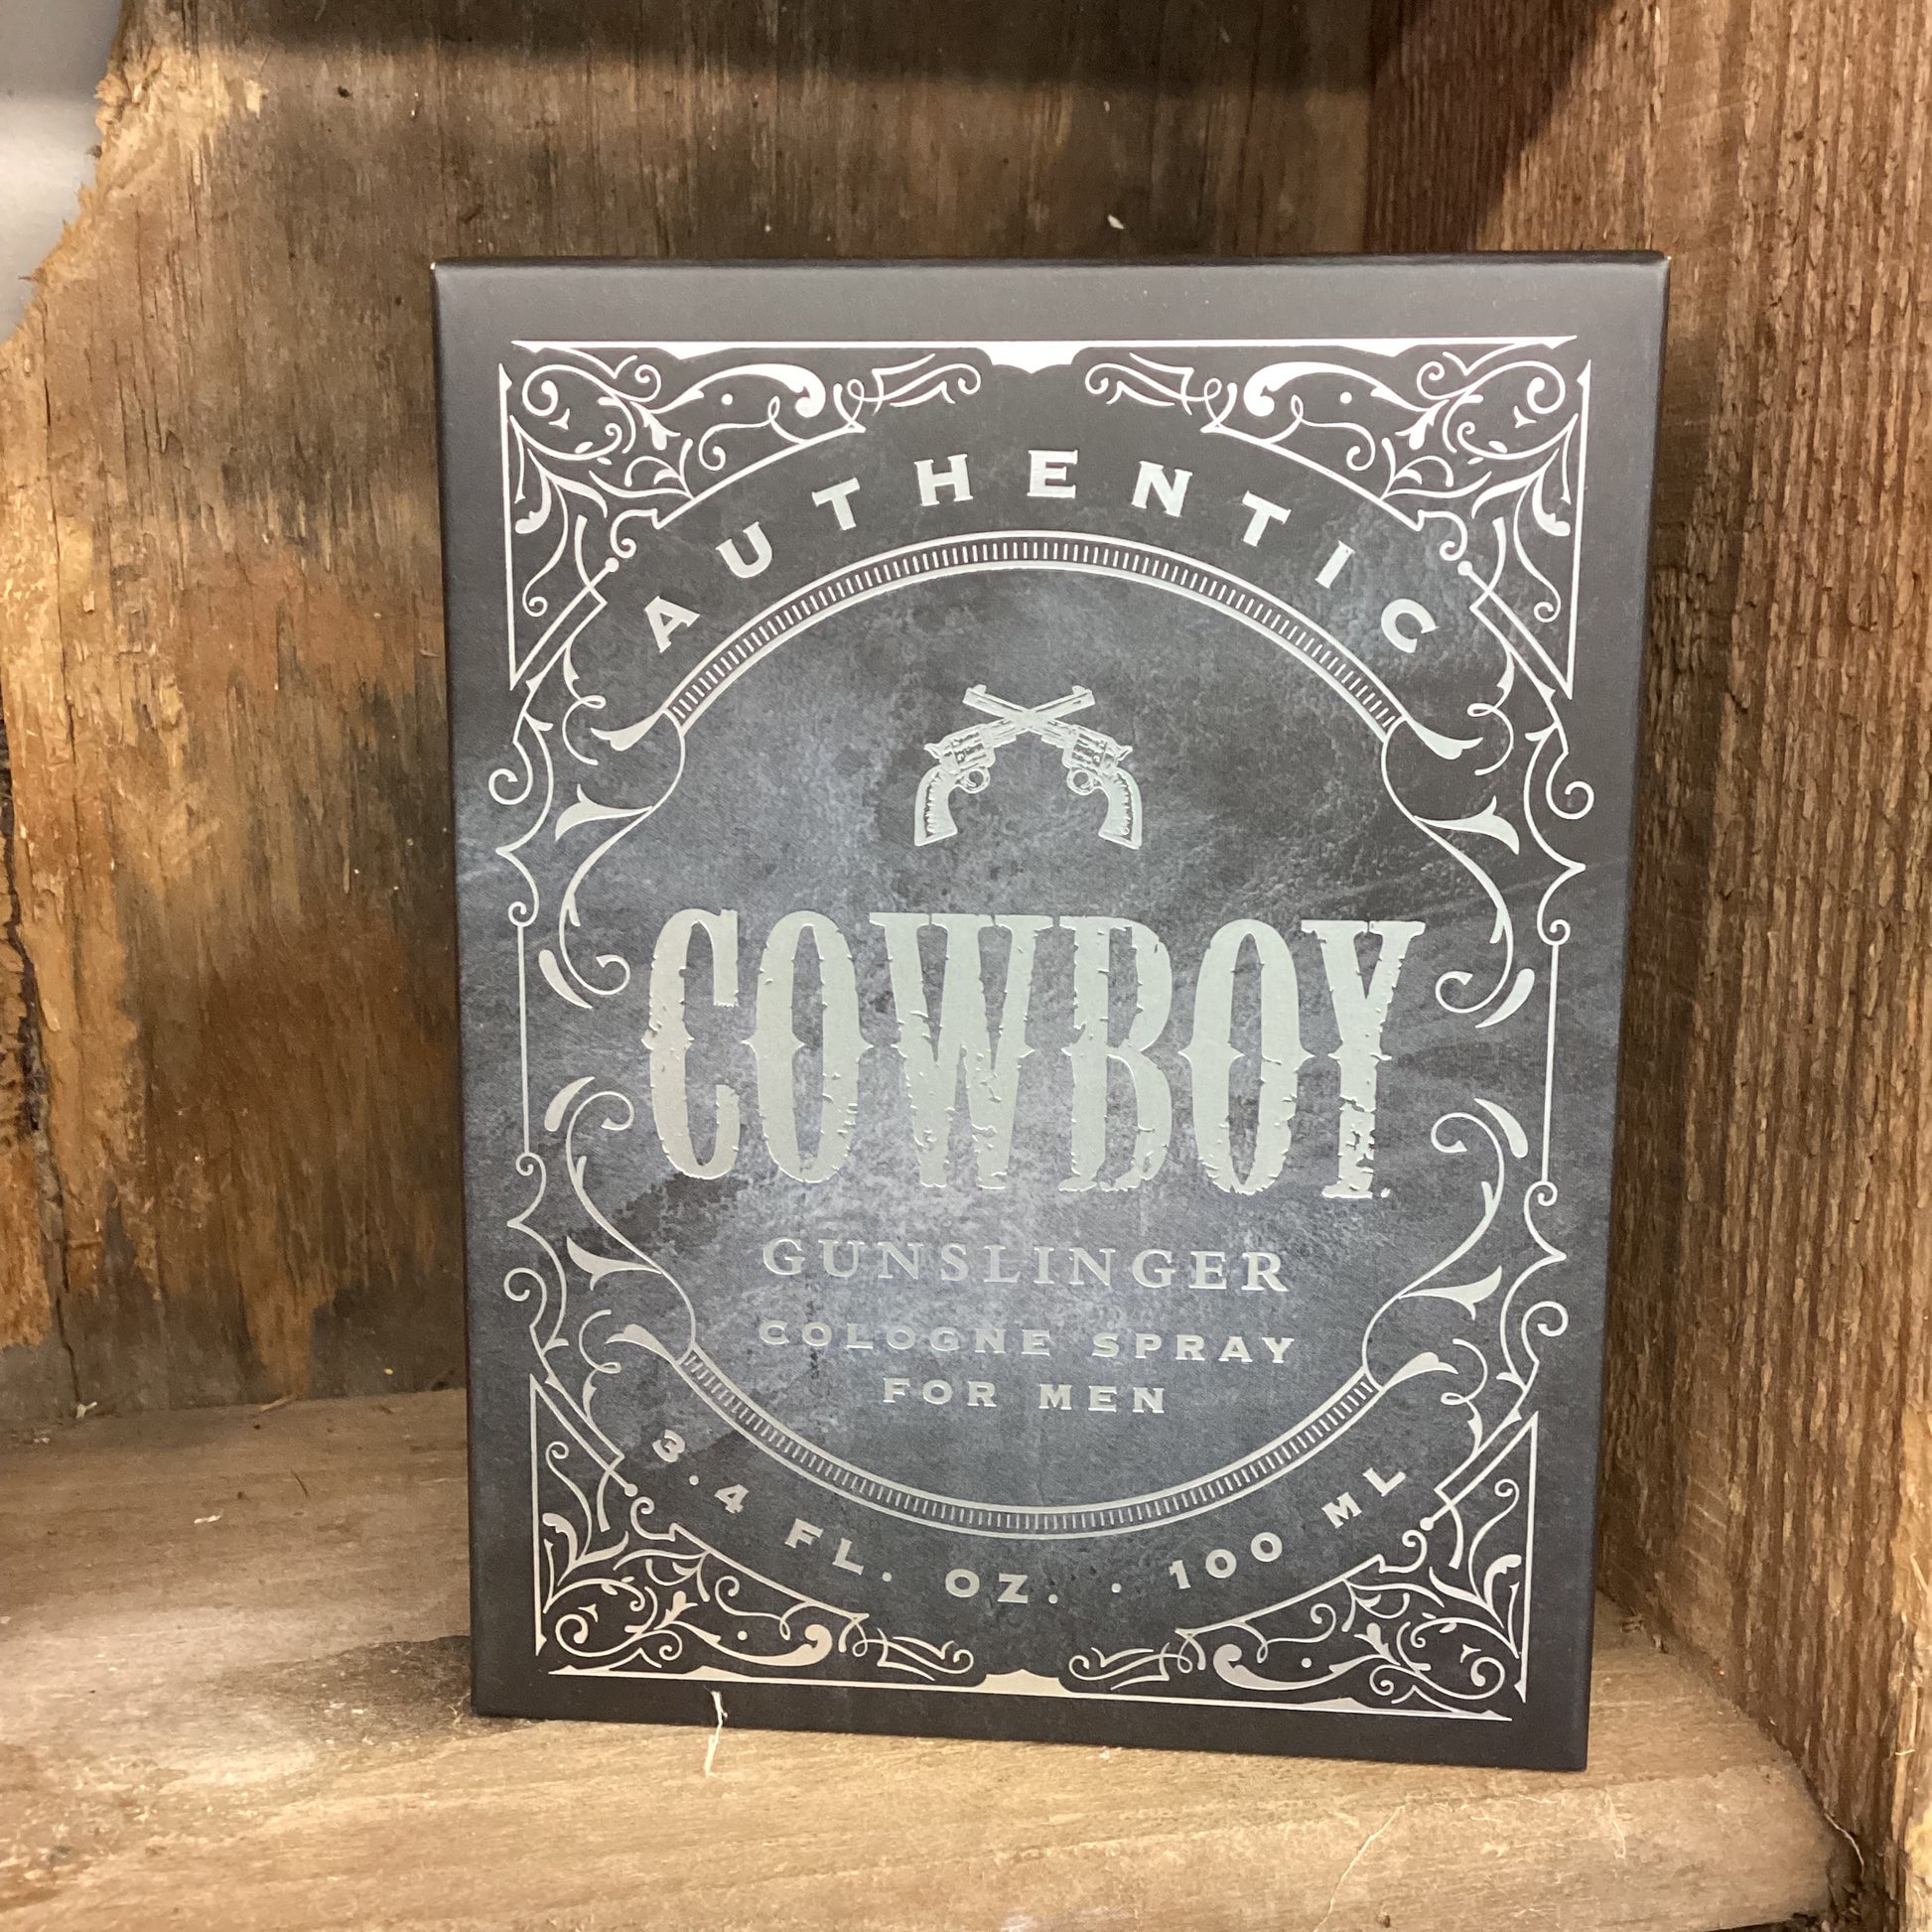 AUTHENTIC
COWBOY
GUNSLINGER
COLOGNE SPRAY
FOR MEN
3.4 FL. OZ. · 100 ML